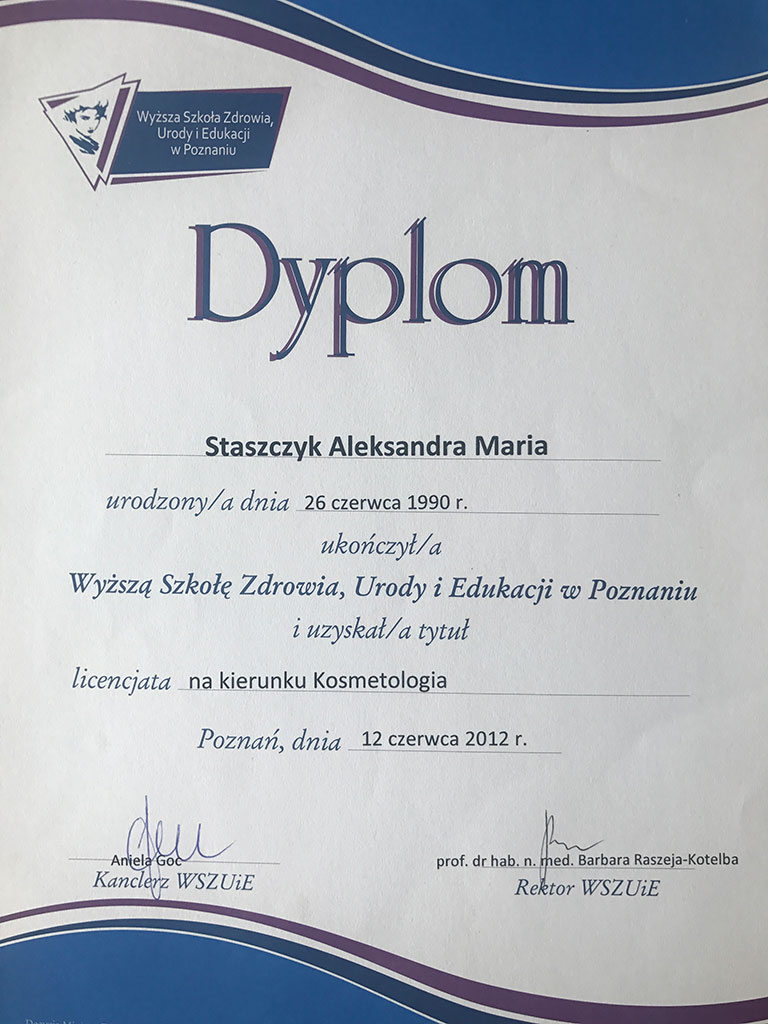 Wyższa Szkoła Zdrowia,
Urody i Edukacji
w Poznaniu
Dyplom
Staszczyk Aleksandra Maria
urodzony/a dnia 26 czerwca 1990 r.
ukończył/a
Wyższą Szkołę Zdrowia, Urody i Edukacji w Poznaniu
i uzyskał/a tytuł
licencjata na kierunku Kosmetologia
Poznań, dnia 12 czerwca 2012 r.
Aniela Goc
Kanclerz WSZUiE
prof. dr hab. n. med. Barbara Raszeja-Kotelba
Rektor WSZUiE